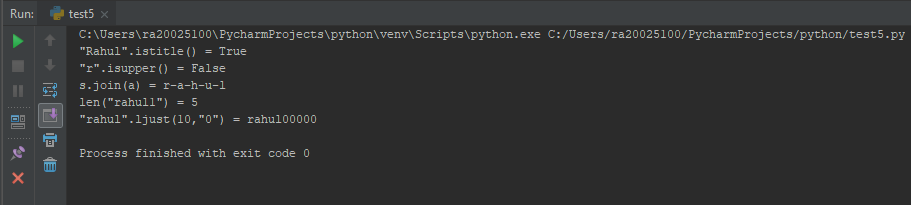 Run: test5
C:\Users\ra20025100\PycharmProjects\python\venv\Scripts\python.exe C:/Users/ra20025100/PycharmProjects/python/test5.py
"Rahul".istitle() = True
"r".isupper() = False
s.join(a) = r-a-h-u-l
len("rahul1") = 5
"rahul".ljust(10,"0") = rahul00000
Process finished with exit code 0